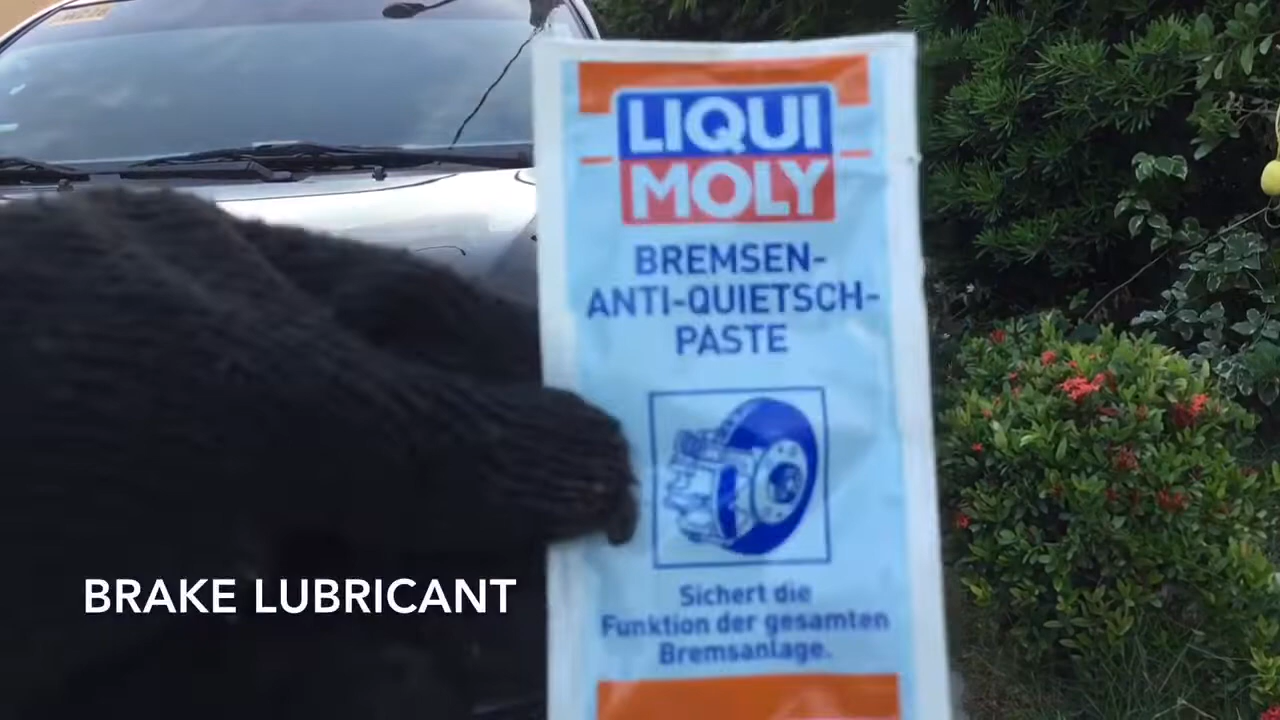 LIQUI
MOLY
BREMSEN-
ANTI-QUIETSCH-
PASTE
Sichert die
Funktion der gesamten
Bremsanlage.
BRAKE LUBRICANT